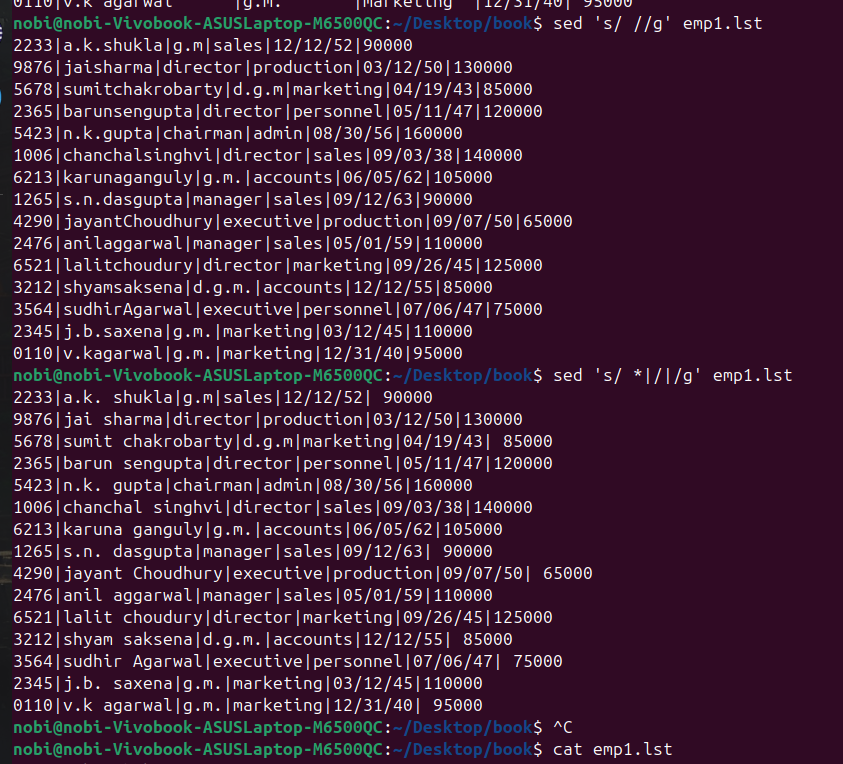 0110|v.k agarwal      |g.m.       |marketing  |12/31/40| 95000
nobi@nobi-Vivobook-ASUSLaptop-M6500QC:~/Desktop/book$ sed 's/ //g' emp1.lst
2233|a.k.shukla|g.m|sales|12/12/52|90000
9876|jaisharma|director|production|03/12/50|130000
5678|sumitchakrobarty|d.g.m|marketing|04/19/43|85000
2365|barunsengupta|director|personnel|05/11/47|120000
5423|n.k.gupta|chairman|admin|08/30/56|160000
1006|chanchalsinghvi|director|sales|09/03/38|140000
6213|karunaganguly|g.m.|accounts|06/05/62|105000
1265|s.n.dasgupta|manager|sales|09/12/63|90000
4290|jayantChoudhury|executive|production|09/07/50|65000
2476|anilaggarwal|manager|sales|05/01/59|110000
6521|lalitchoudury|director|marketing|09/26/45|125000
3212|shyamsaksena|d.g.m.|accounts|12/12/55|85000
3564|sudhirAgarwal|executive|personnel|07/06/47|75000
2345|j.b.saxena|g.m.|marketing|03/12/45|110000
0110|v.kagarwal|g.m.|marketing|12/31/40|95000
nobi@nobi-Vivobook-ASUSLaptop-M6500QC:~/Desktop/book$ sed 's/ *|/|/g' emp1.lst
2233|a.k. shukla|g.m|sales|12/12/52| 90000
9876|jai sharma|director|production|03/12/50|130000
5678|sumit chakrobarty|d.g.m|marketing|04/19/43| 85000
2365|barun sengupta|director|personnel|05/11/47|120000
5423|n.k. gupta|chairman|admin|08/30/56|160000
1006|chanchal singhvi|director|sales|09/03/38|140000
6213|karuna ganguly|g.m.|accounts|06/05/62|105000
1265|s.n. dasgupta|manager|sales|09/12/63| 90000
4290|jayant Choudhury|executive|production|09/07/50| 65000
2476|anil aggarwal|manager|sales|05/01/59|110000
6521|lalit choudury|director|marketing|09/26/45|125000
3212|shyam saksena|d.g.m.|accounts|12/12/55| 85000
3564|sudhir Agarwal|executive|personnel|07/06/47| 75000
2345|j.b. saxena|g.m.|marketing|03/12/45|110000
0110|v.k agarwal|g.m.|marketing|12/31/40| 95000
nobi@nobi-Vivobook-ASUSLaptop-M6500QC:~/Desktop/book$ ^C
nobi@nobi-Vivobook-ASUSLaptop-M6500QC:~/Desktop/book$ cat emp1.lst